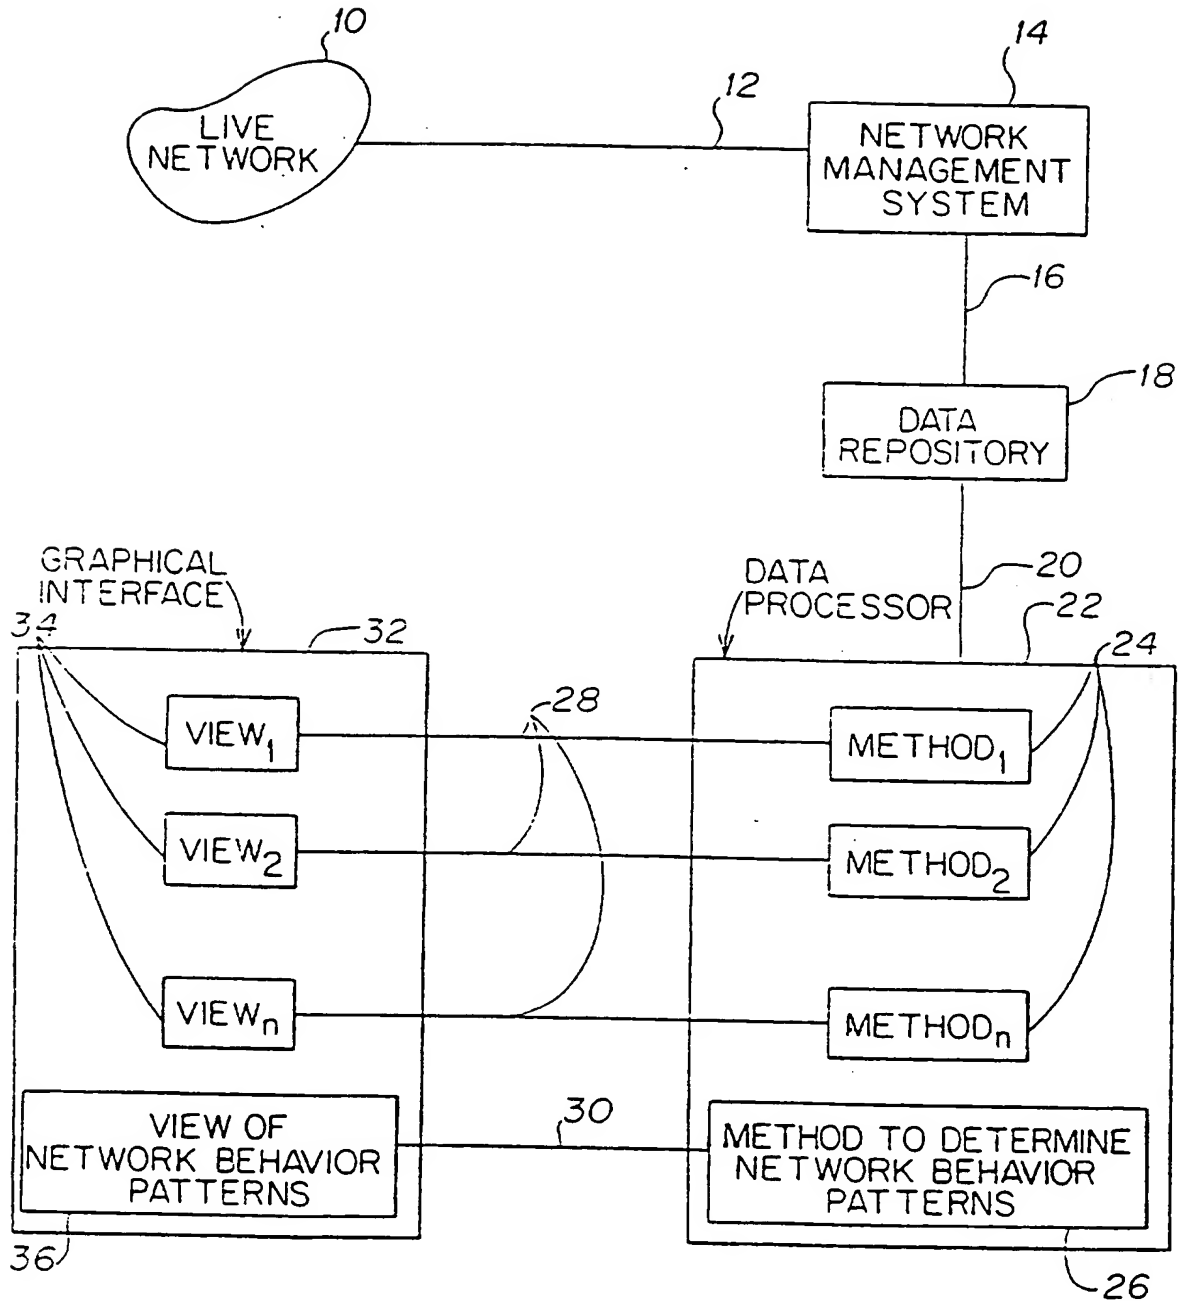 10
14
12
LIVE
NETWORK
NETWORK
MANAGEMENT
SYSTEM
16
18
DATA
REPOSITORY
GRAPHICAL
INTERFACE
DATA
PROCESSOR
20
22
34
32
24
28
VIEW1
METHOD1
VIEW2
METHOD2
VIEWn
METHODn
30
VIEW OF
NETWORK BEHAVIOR
PATTERNS
METHOD TO DETERMINE
NETWORK BEHAVIOR
PATTERNS
36
26